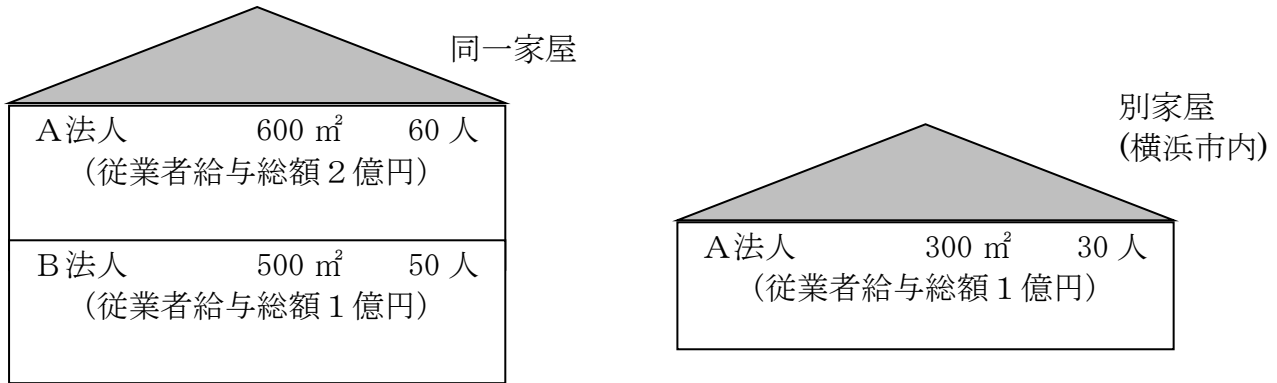 同一家屋
A法人 600 ㎡ 60 人
(従業者給与総額2億円)
B法人 500 ㎡ 50 人
(従業者給与総額1億円)
別家屋
(横浜市内)
A法人 300 ㎡ 30 人
(従業者給与総額1億円)